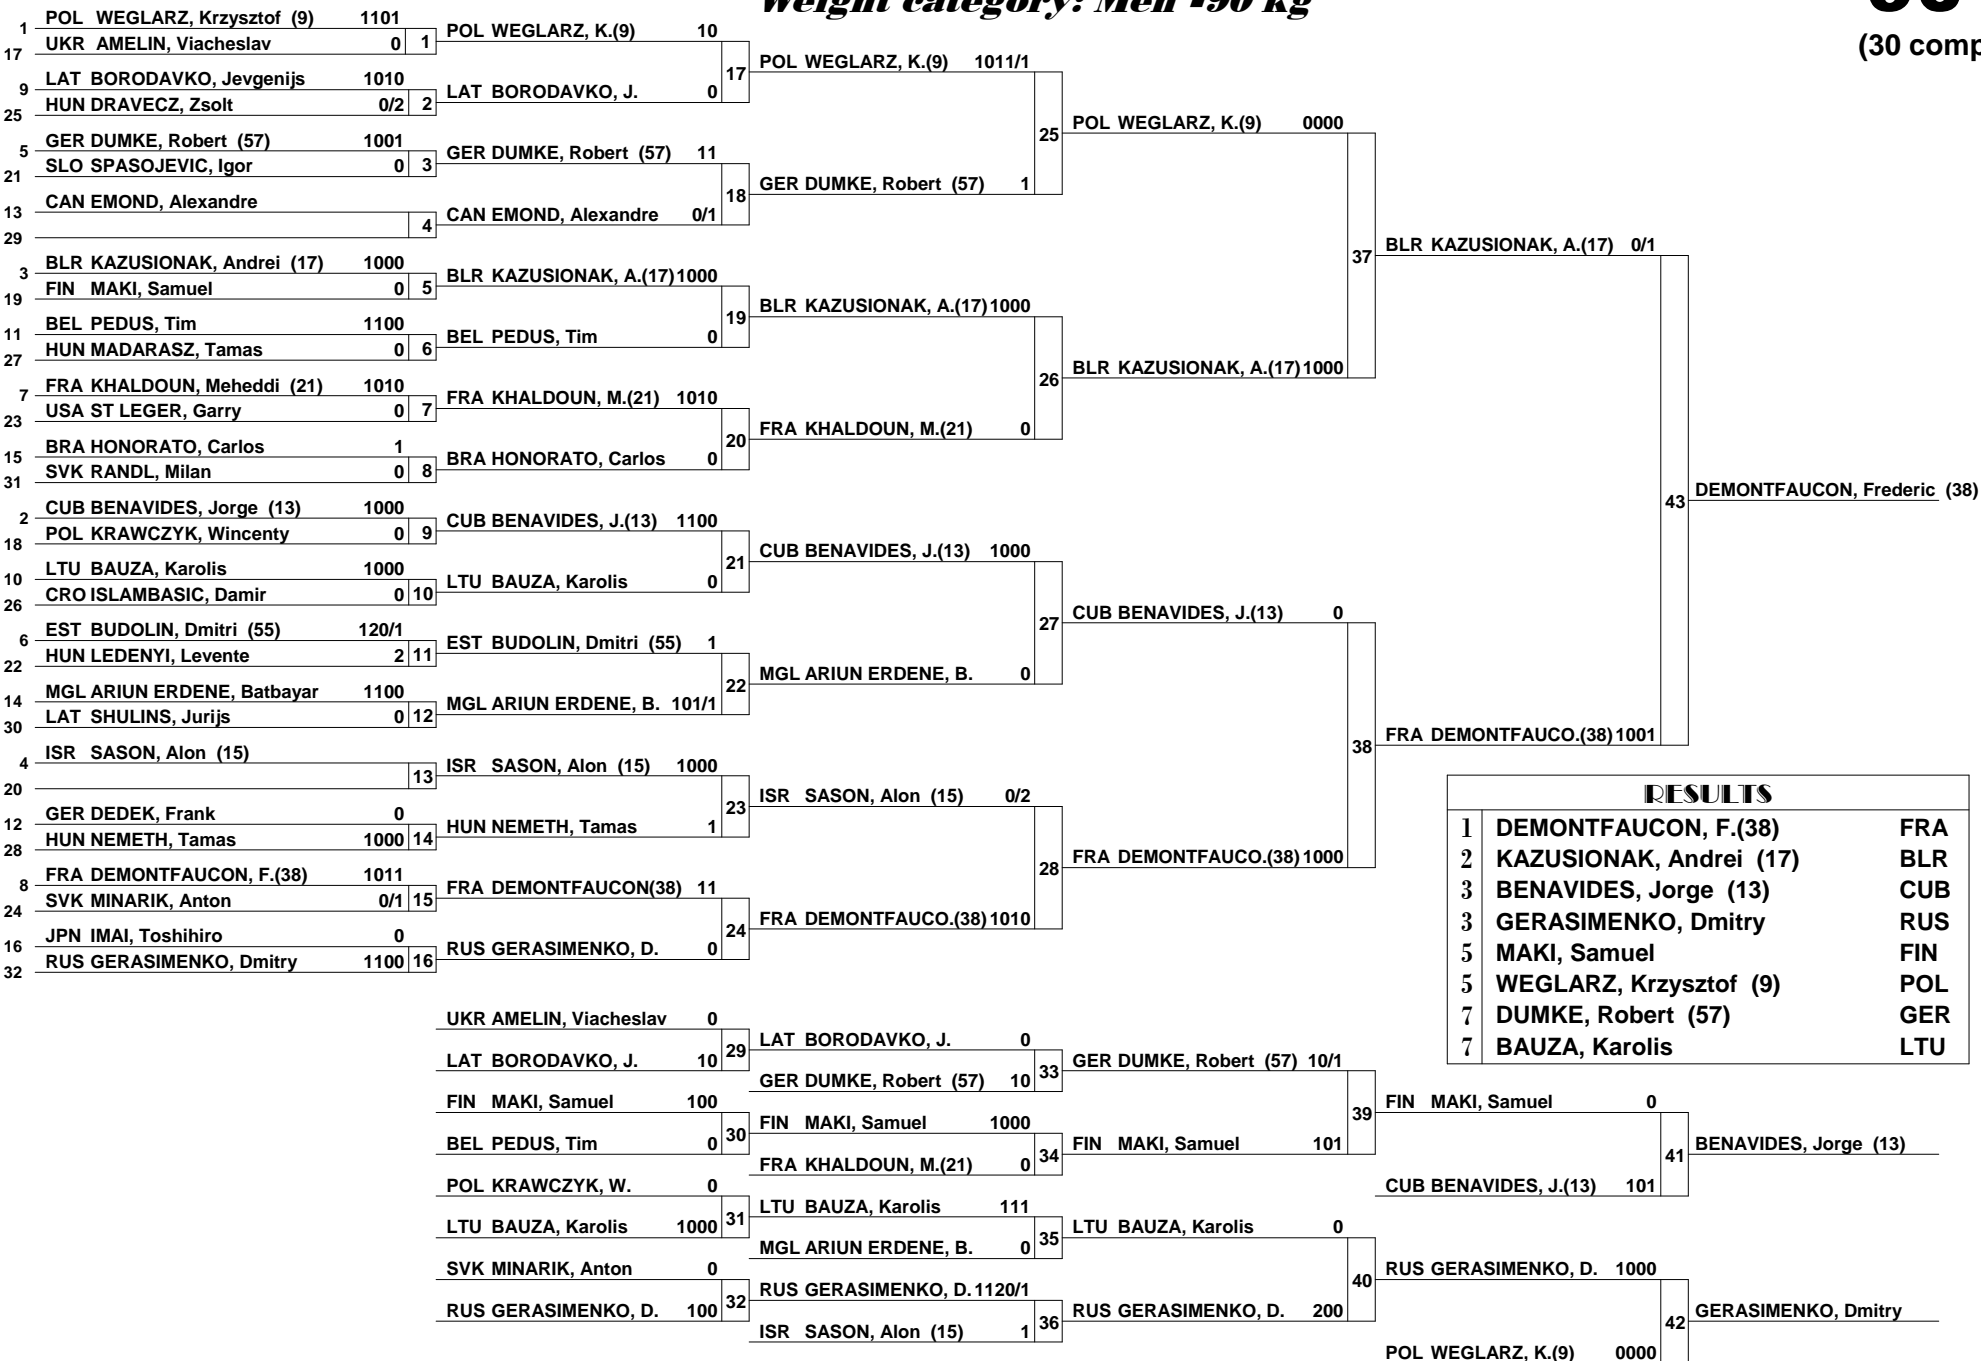 Weight category: Men -90 kg
(30 comp
1 POL WEGLARZ, Krzysztof (9) 1101
17 UKR AMELIN, Viacheslav 0 1
9 LAT BORODAVKO, Jevgenijs 1010
25 HUN DRAVECZ, Zsolt 0/2 2
5 GER DUMKE, Robert (57) 1001
21 SLO SPASOJEVIC, Igor 0 3
13 CAN EMOND, Alexandre
29 4
3 BLR KAZUSIONAK, Andrei (17) 1000
19 FIN MAKI, Samuel 0 5
11 BEL PEDUS, Tim 1100
27 HUN MADARASZ, Tamas 0 6
7 FRA KHALDOUN, Meheddi (21) 1010
23 USA ST LEGER, Garry 0 7
15 BRA HONORATO, Carlos 1
31 SVK RANDL, Milan 0 8
2 CUB BENAVIDES, Jorge (13) 1000
18 POL KRAWCZYK, Wincenty 0 9
10 LTU BAUZA, Karolis 1000
26 CRO ISLAMBASIC, Damir 0 10
6 EST BUDOLIN, Dmitri (55) 120/1
22 HUN LEDENYI, Levente 2 11
14 MGL ARIUN ERDENE, Batbayar 1100
30 LAT SHULINS, Jurijs 0 12
4 ISR SASON, Alon (15)
20 13
12 GER DEDEK, Frank 0
28 HUN NEMETH, Tamas 1000 14
8 FRA DEMONTFAUCON, F.(38) 1011
24 SVK MINARIK, Anton 0/1 15
16 JPN IMAI, Toshihiro 0
32 RUS GERASIMENKO, Dmitry 1100 16
POL WEGLARZ, K.(9) 10
17
LAT BORODAVKO, J. 0
GER DUMKE, Robert (57) 11
18
CAN EMOND, Alexandre 0/1
BLR KAZUSIONAK, A.(17) 1000
19
BEL PEDUS, Tim 0
FRA KHALDOUN, M.(21) 1010
20
BRA HONORATO, Carlos 0
CUB BENAVIDES, J.(13) 1100
21
LTU BAUZA, Karolis 0
EST BUDOLIN, Dmitri (55) 1
22
MGL ARIUN ERDENE, B. 101/1
ISR SASON, Alon (15) 1000
23
HUN NEMETH, Tamas 1
FRA DEMONTFAUCON(38) 11
24
RUS GERASIMENKO, D. 0
POL WEGLARZ, K.(9) 1011/1
25
GER DUMKE, Robert (57) 1
BLR KAZUSIONAK, A.(17) 1000
26
FRA KHALDOUN, M.(21) 0
CUB BENAVIDES, J.(13) 1000
27
MGL ARIUN ERDENE, B. 0
ISR SASON, Alon (15) 0/2
28
FRA DEMONTFAUCO.(38) 1010
POL WEGLARZ, K.(9) 0000
37
BLR KAZUSIONAK, A.(17) 1000
CUB BENAVIDES, J.(13) 0
38
FRA DEMONTFAUCO.(38) 1000
BLR KAZUSIONAK, A.(17) 0/1
43
FRA DEMONTFAUCO.(38) 1001
DEMONTFAUCON, Frederic (38)
RESULTS
1 DEMONTFAUCON, F.(38) FRA
2 KAZUSIONAK, Andrei (17) BLR
3 BENAVIDES, Jorge (13) CUB
3 GERASIMENKO, Dmitry RUS
5 MAKI, Samuel FIN
5 WEGLARZ, Krzysztof (9) POL
7 DUMKE, Robert (57) GER
7 BAUZA, Karolis LTU
UKR AMELIN, Viacheslav 0
29
LAT BORODAVKO, J. 10
FIN MAKI, Samuel 100
30
BEL PEDUS, Tim 0
POL KRAWCZYK, W. 0
31
LTU BAUZA, Karolis 1000
SVK MINARIK, Anton 0
32
RUS GERASIMENKO, D. 100
LAT BORODAVKO, J. 0
33
GER DUMKE, Robert (57) 10
FIN MAKI, Samuel 1000
34
FRA KHALDOUN, M.(21) 0
LTU BAUZA, Karolis 111
35
MGL ARIUN ERDENE, B. 0
RUS GERASIMENKO, D. 1120/1
36
ISR SASON, Alon (15) 1
GER DUMKE, Robert (57) 10/1
39
FIN MAKI, Samuel 101
LTU BAUZA, Karolis 0
40
RUS GERASIMENKO, D. 200
FIN MAKI, Samuel 0
41
CUB BENAVIDES, J.(13) 101
BENAVIDES, Jorge (13)
RUS GERASIMENKO, D. 1000
42
POL WEGLARZ, K.(9) 0000
GERASIMENKO, Dmitry